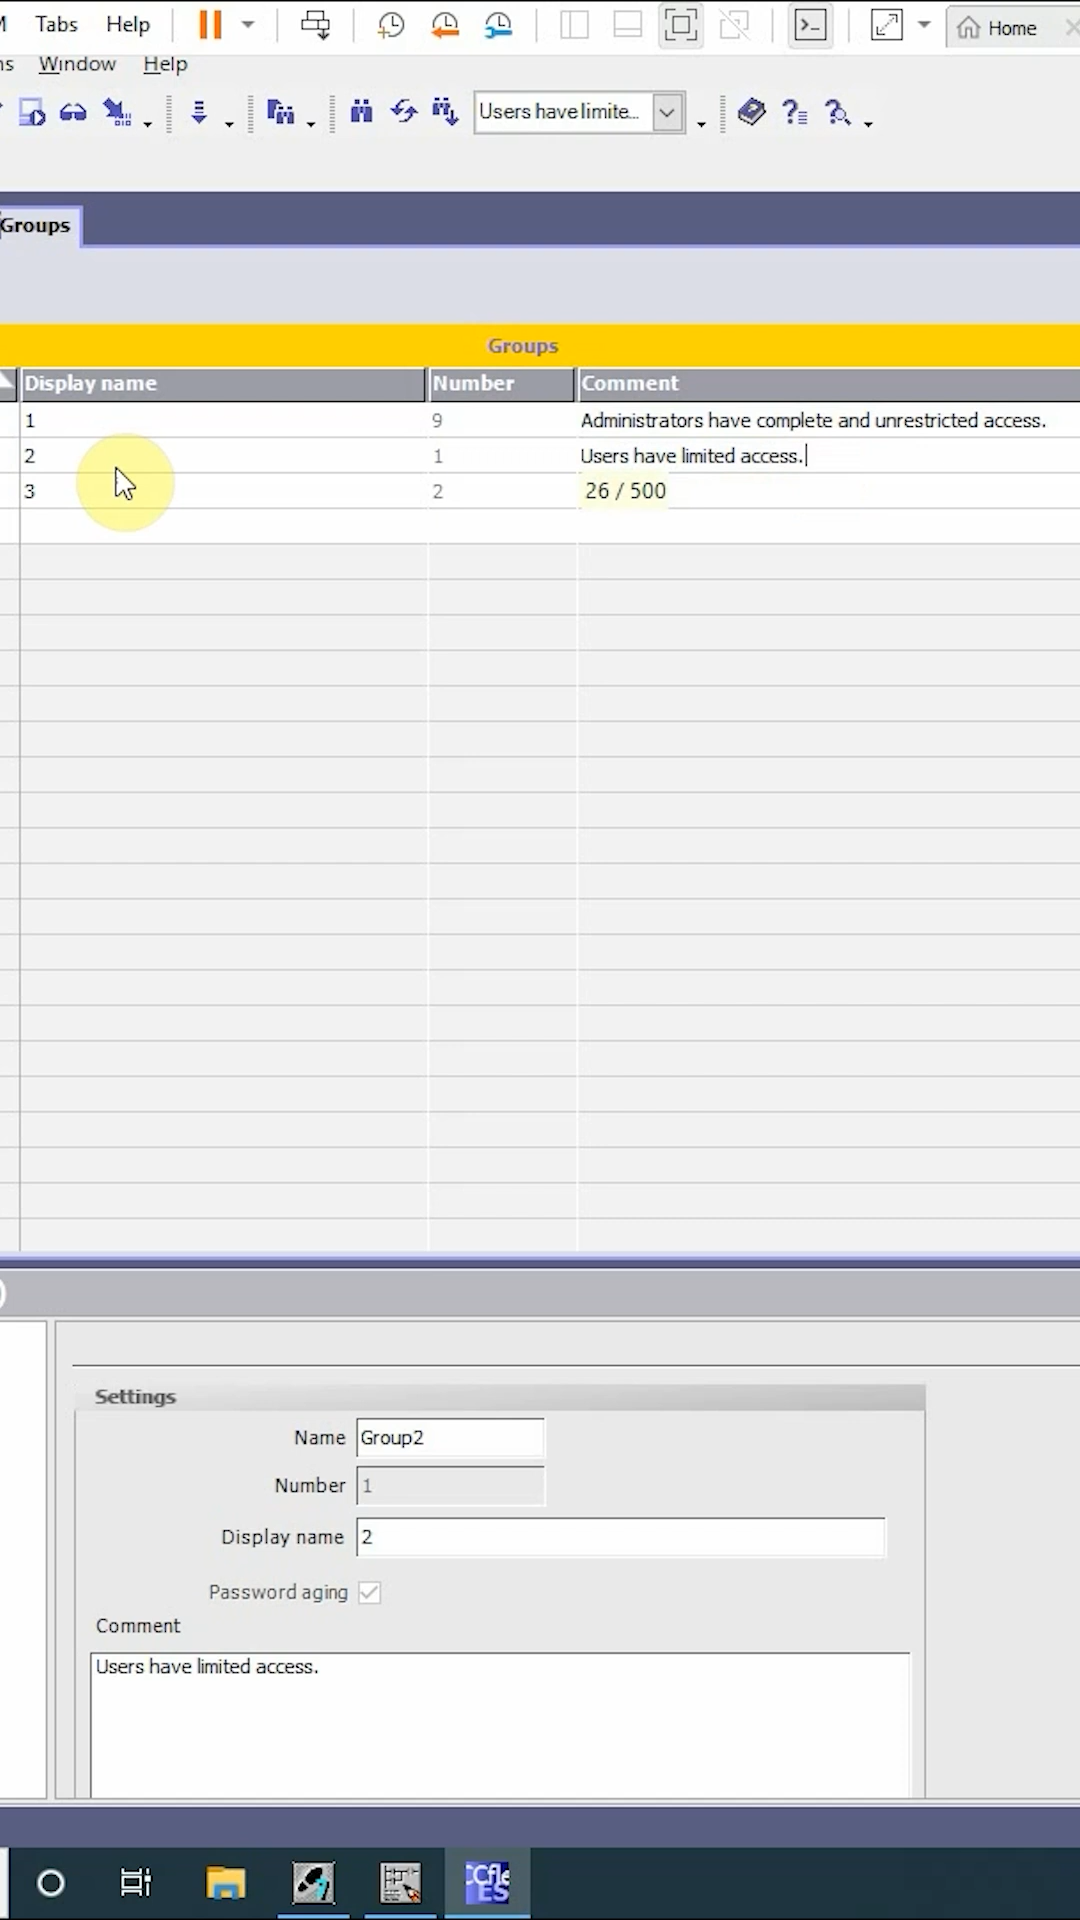 Tabs Help Home
Window Help
Users have limite...
Groups
Groups
Display name Number Comment
1 9 Administrators have complete and unrestricted access.
2 1 Users have limited access.
3 2 26 / 500
Settings
Name Group2
Number 1
Display name 2
Password aging
Comment
Users have limited access.